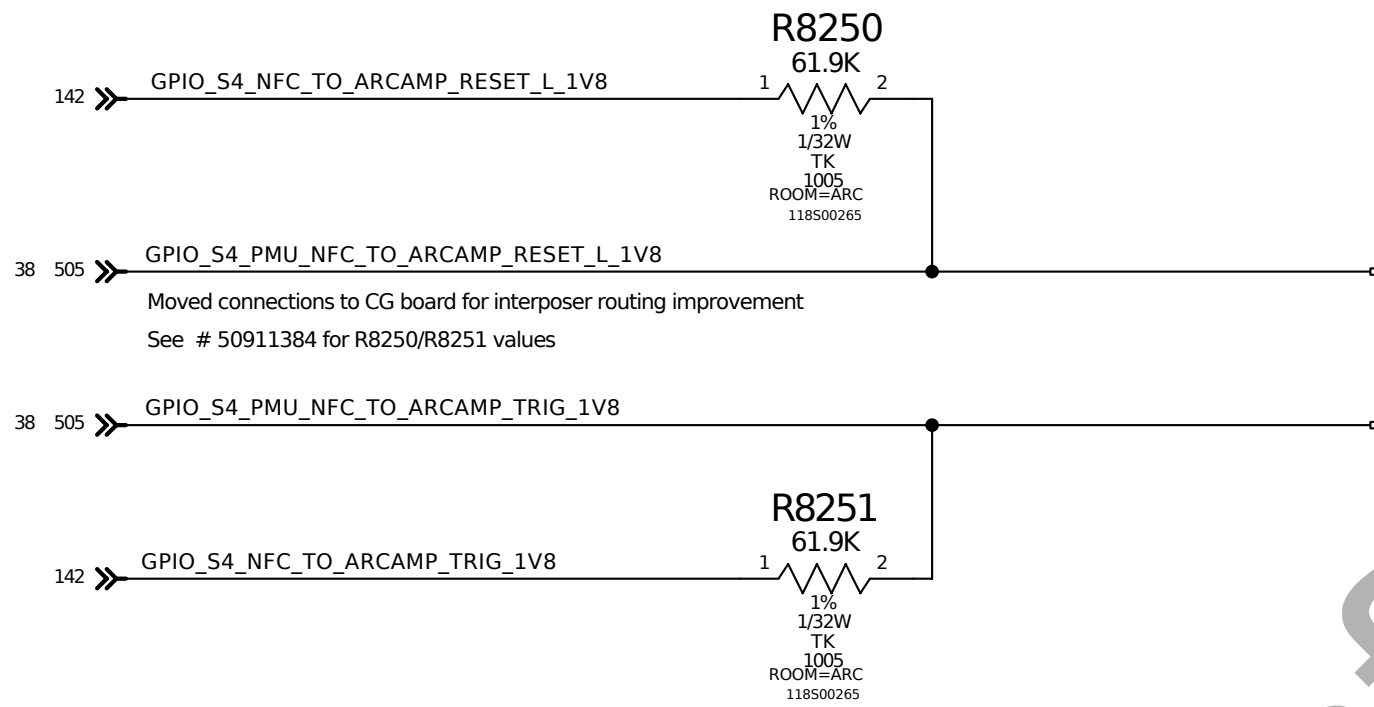 R8250
61.9K
GPIO_S4_NFC_TO_ARCAMP_RESET_L_1V8
1 2
142
1%
1/32W
TK
1005
ROOM=ARC
118S00265
GPIO_S4_PMU_NFC_TO_ARCAMP_RESET_L_1V8
38 505
Moved connections to CG board for interposer routing improvement
See # 50911384 for R8250/R8251 values
GPIO_S4_PMU_NFC_TO_ARCAMP_TRIG_1V8
38 505
R8251
61.9K
GPIO_S4_NFC_TO_ARCAMP_TRIG_1V8
1 2
142
1%
1/32W
TK
1005
ROOM=ARC
118S00265